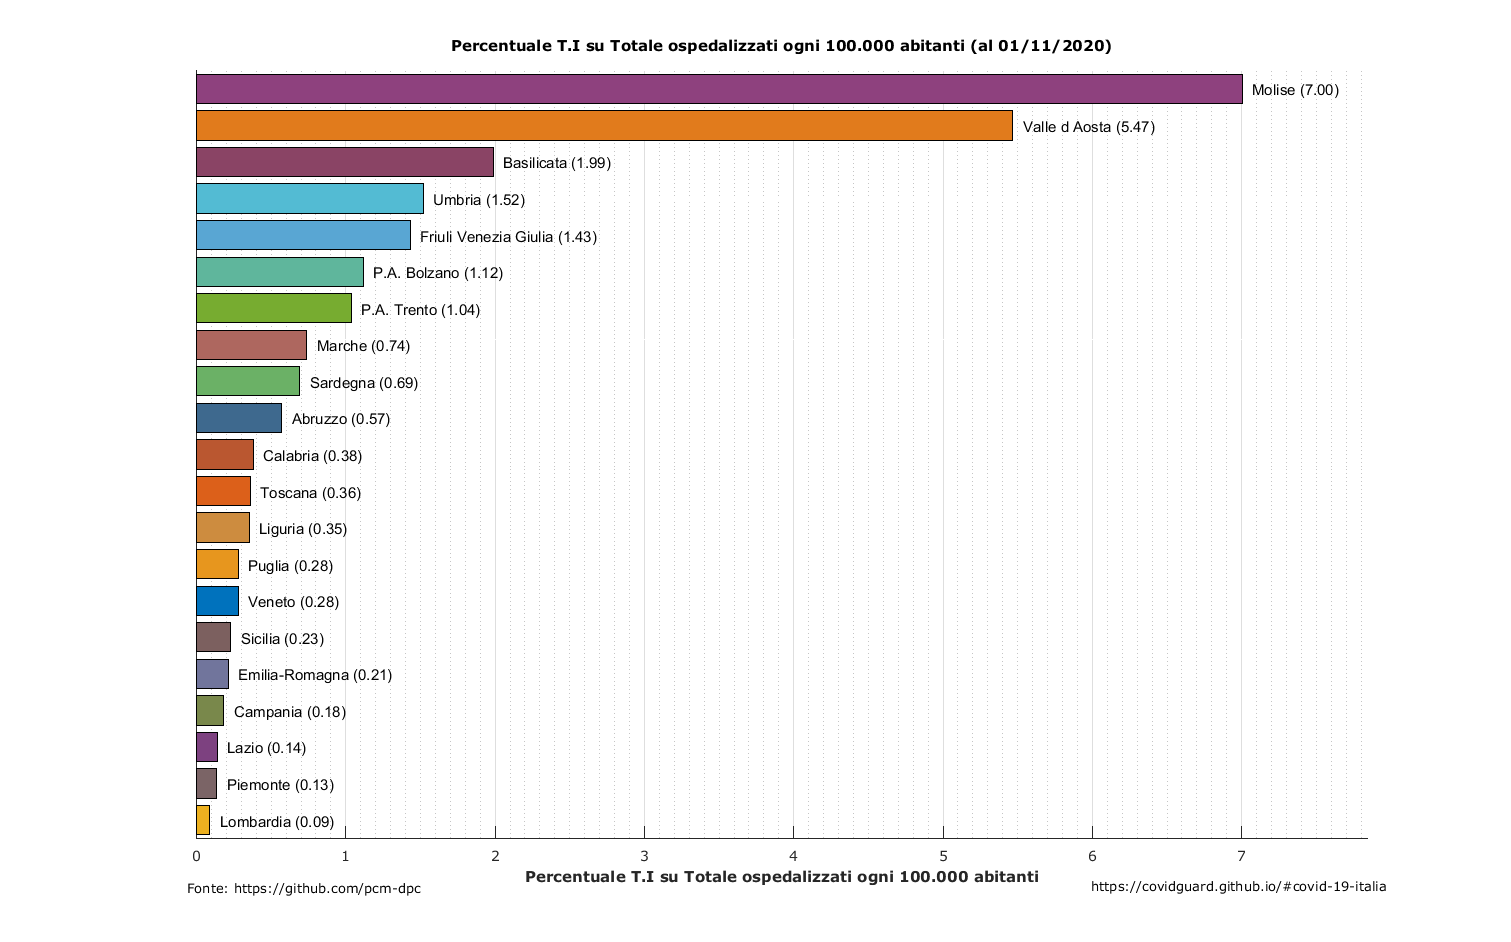 Percentuale T.I su Totale ospedalizzati ogni 100.000 abitanti (al 01/11/2020)
Molise (7.00)
Valle d Aosta (5.47)
Basilicata (1.99)
Umbria (1.52)
Friuli Venezia Giulia (1.43)
P.A. Bolzano (1.12)
P.A. Trento (1.04)
Marche (0.74)
Sardegna (0.69)
Abruzzo (0.57)
Calabria (0.38)
Toscana (0.36)
Liguria (0.35)
Puglia (0.28)
Veneto (0.28)
Sicilia (0.23)
Emilia-Romagna (0.21)
Campania (0.18)
Lazio (0.14)
Piemonte (0.13)
Lombardia (0.09)
0 1 2 3 4 5 6 7
Percentuale T.I su Totale ospedalizzati ogni 100.000 abitanti
Fonte: https://github.com/pcm-dpc
https://covidguard.github.io/#covid-19-italia